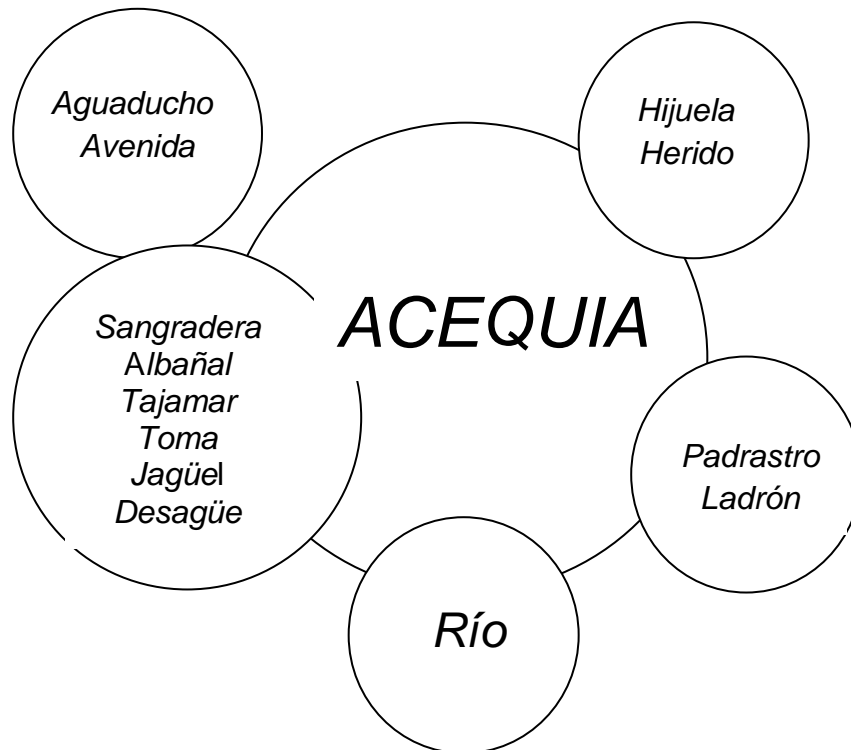 Aguaducho
Avenida
Hijuela
Herido
ACEQUIA
Sangradera
Albañal
Tajamar
Toma
Jagüel
Desagüe
Padrastro
Ladrón
Río